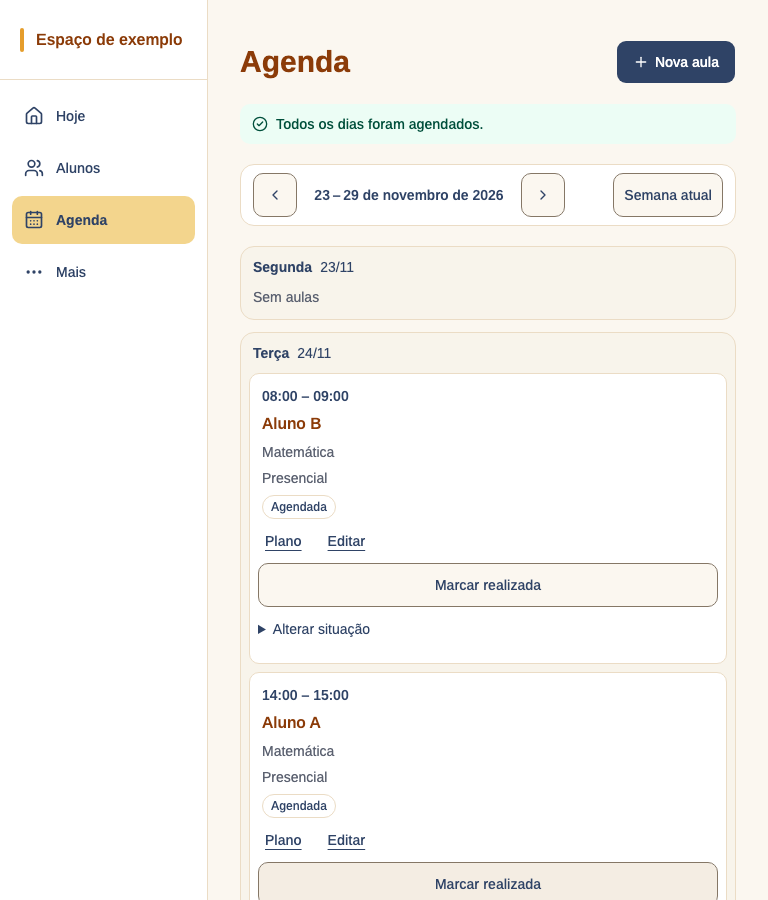 Espaço de exemplo
Hoje
Alunos
Agenda
Mais
Agenda
Nova aula
Todos os dias foram agendados.
23 – 29 de novembro de 2026
Semana atual
Segunda 23/11
Sem aulas
Terça 24/11
08:00 – 09:00
Aluno B
Matemática
Presencial
Agendada
Plano Editar
Marcar realizada
Alterar situação
14:00 – 15:00
Aluno A
Matemática
Presencial
Agendada
Plano Editar
Marcar realizada